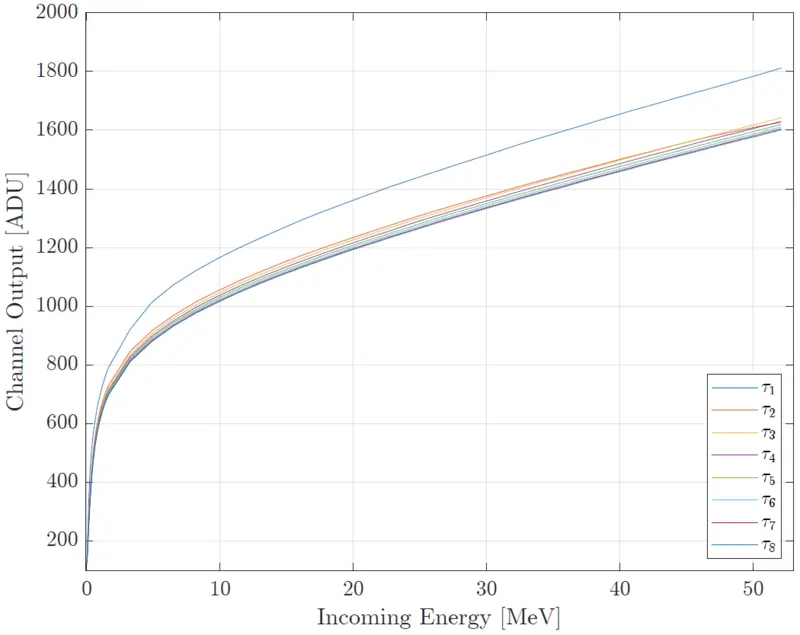 2000
1800
1600
1400
1200
1000
800
600
400
200
0 10 20 30 40 50
Channel Output [ADU]
Incoming Energy [MeV]
τ1
τ2
τ3
τ4
τ5
τ6
τ7
τ8